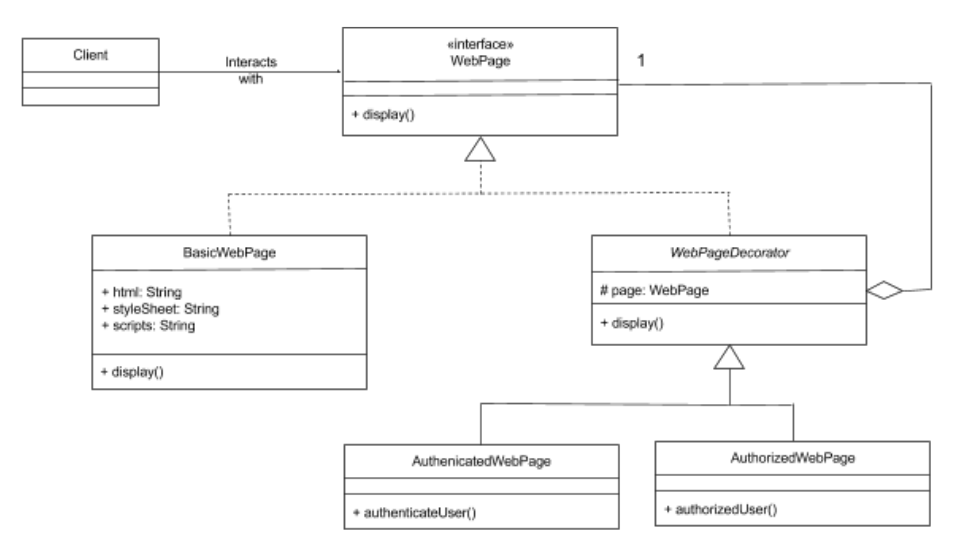 Client
Interacts
with
«interface»
WebPage
+ display()
1
BasicWebPage
+ html: String
+ styleSheet: String
+ scripts: String
+ display()
WebPageDecorator
# page: WebPage
+ display()
AuthenicatedWebPage
+ authenticateUser()
AuthorizedWebPage
+ authorizedUser()